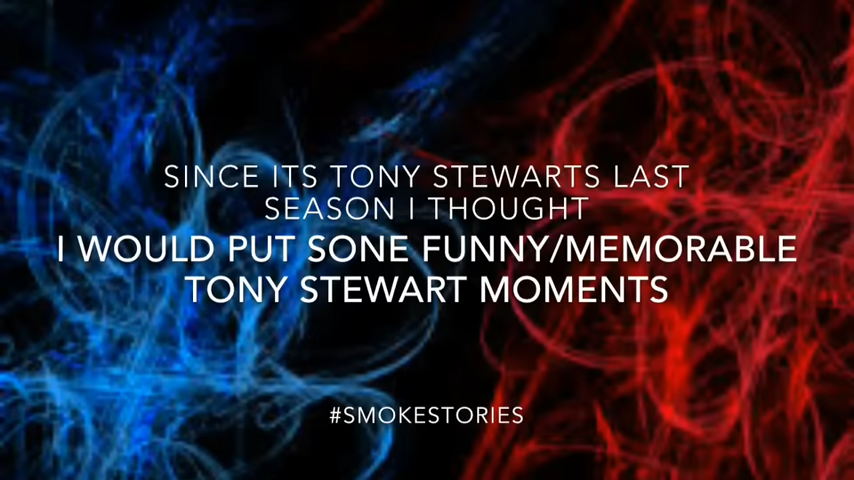 SINCE ITS TONY STEWARTS LAST
SEASON I THOUGHT
I WOULD PUT SONE FUNNY/MEMORABLE
TONY STEWART MOMENTS
#SMOKESTORIES